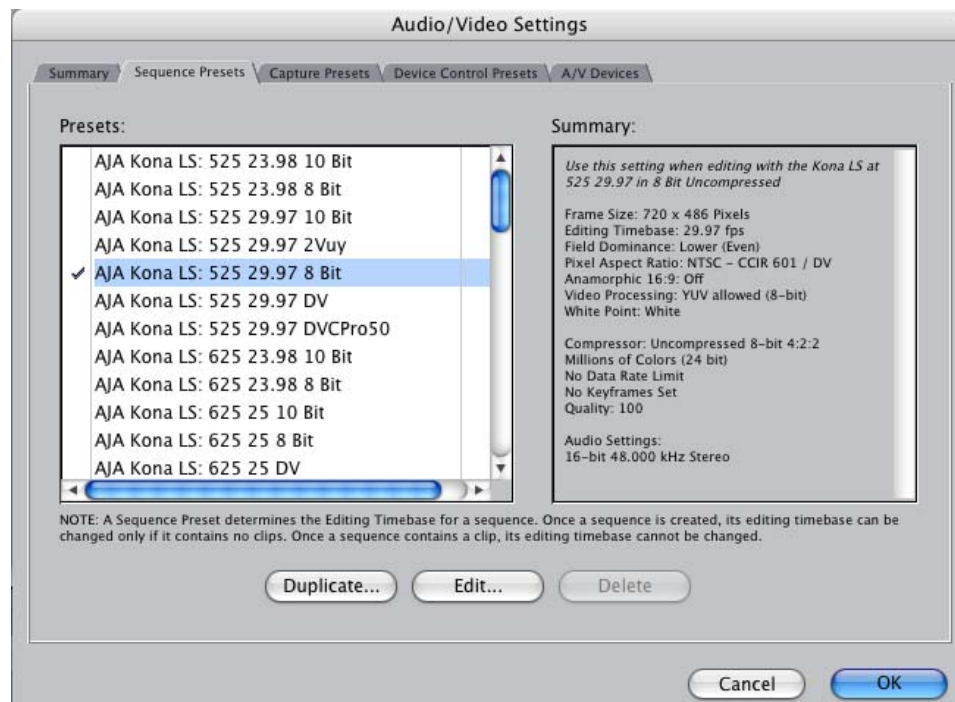 Audio/Video Settings
Summary
Sequence Presets
Capture Presets
Device Control Presets
A/V Devices
Presets:
AJA Kona LS: 525 23.98 10 Bit
AJA Kona LS: 525 23.98 8 Bit
AJA Kona LS: 525 29.97 10 Bit
AJA Kona LS: 525 29.97 2Vuy
AJA Kona LS: 525 29.97 8 Bit
AJA Kona LS: 525 29.97 DV
AJA Kona LS: 525 29.97 DVCPro50
AJA Kona LS: 625 23.98 10 Bit
AJA Kona LS: 625 23.98 8 Bit
AJA Kona LS: 625 25 10 Bit
AJA Kona LS: 625 25 8 Bit
AJA Kona LS: 625 25 DV
Summary:
Use this setting when editing with the Kona LS at
525 29.97 in 8 Bit Uncompressed
Frame Size: 720 x 486 Pixels
Editing Timebase: 29.97 fps
Field Dominance: Lower (Even)
Pixel Aspect Ratio: NTSC – CCIR 601 / DV
Anamorphic 16:9: Off
Video Processing: YUV allowed (8-bit)
White Point: White
Compressor: Uncompressed 8-bit 4:2:2
Millions of Colors (24 bit)
No Data Rate Limit
No Keyframes Set
Quality: 100
Audio Settings:
16-bit 48.000 kHz Stereo
NOTE: A Sequence Preset determines the Editing Timebase for a sequence. Once a sequence is created, its editing timebase can be
changed only if it contains no clips. Once a sequence contains a clip, its editing timebase cannot be changed.
Duplicate...
Edit...
Delete
Cancel
OK